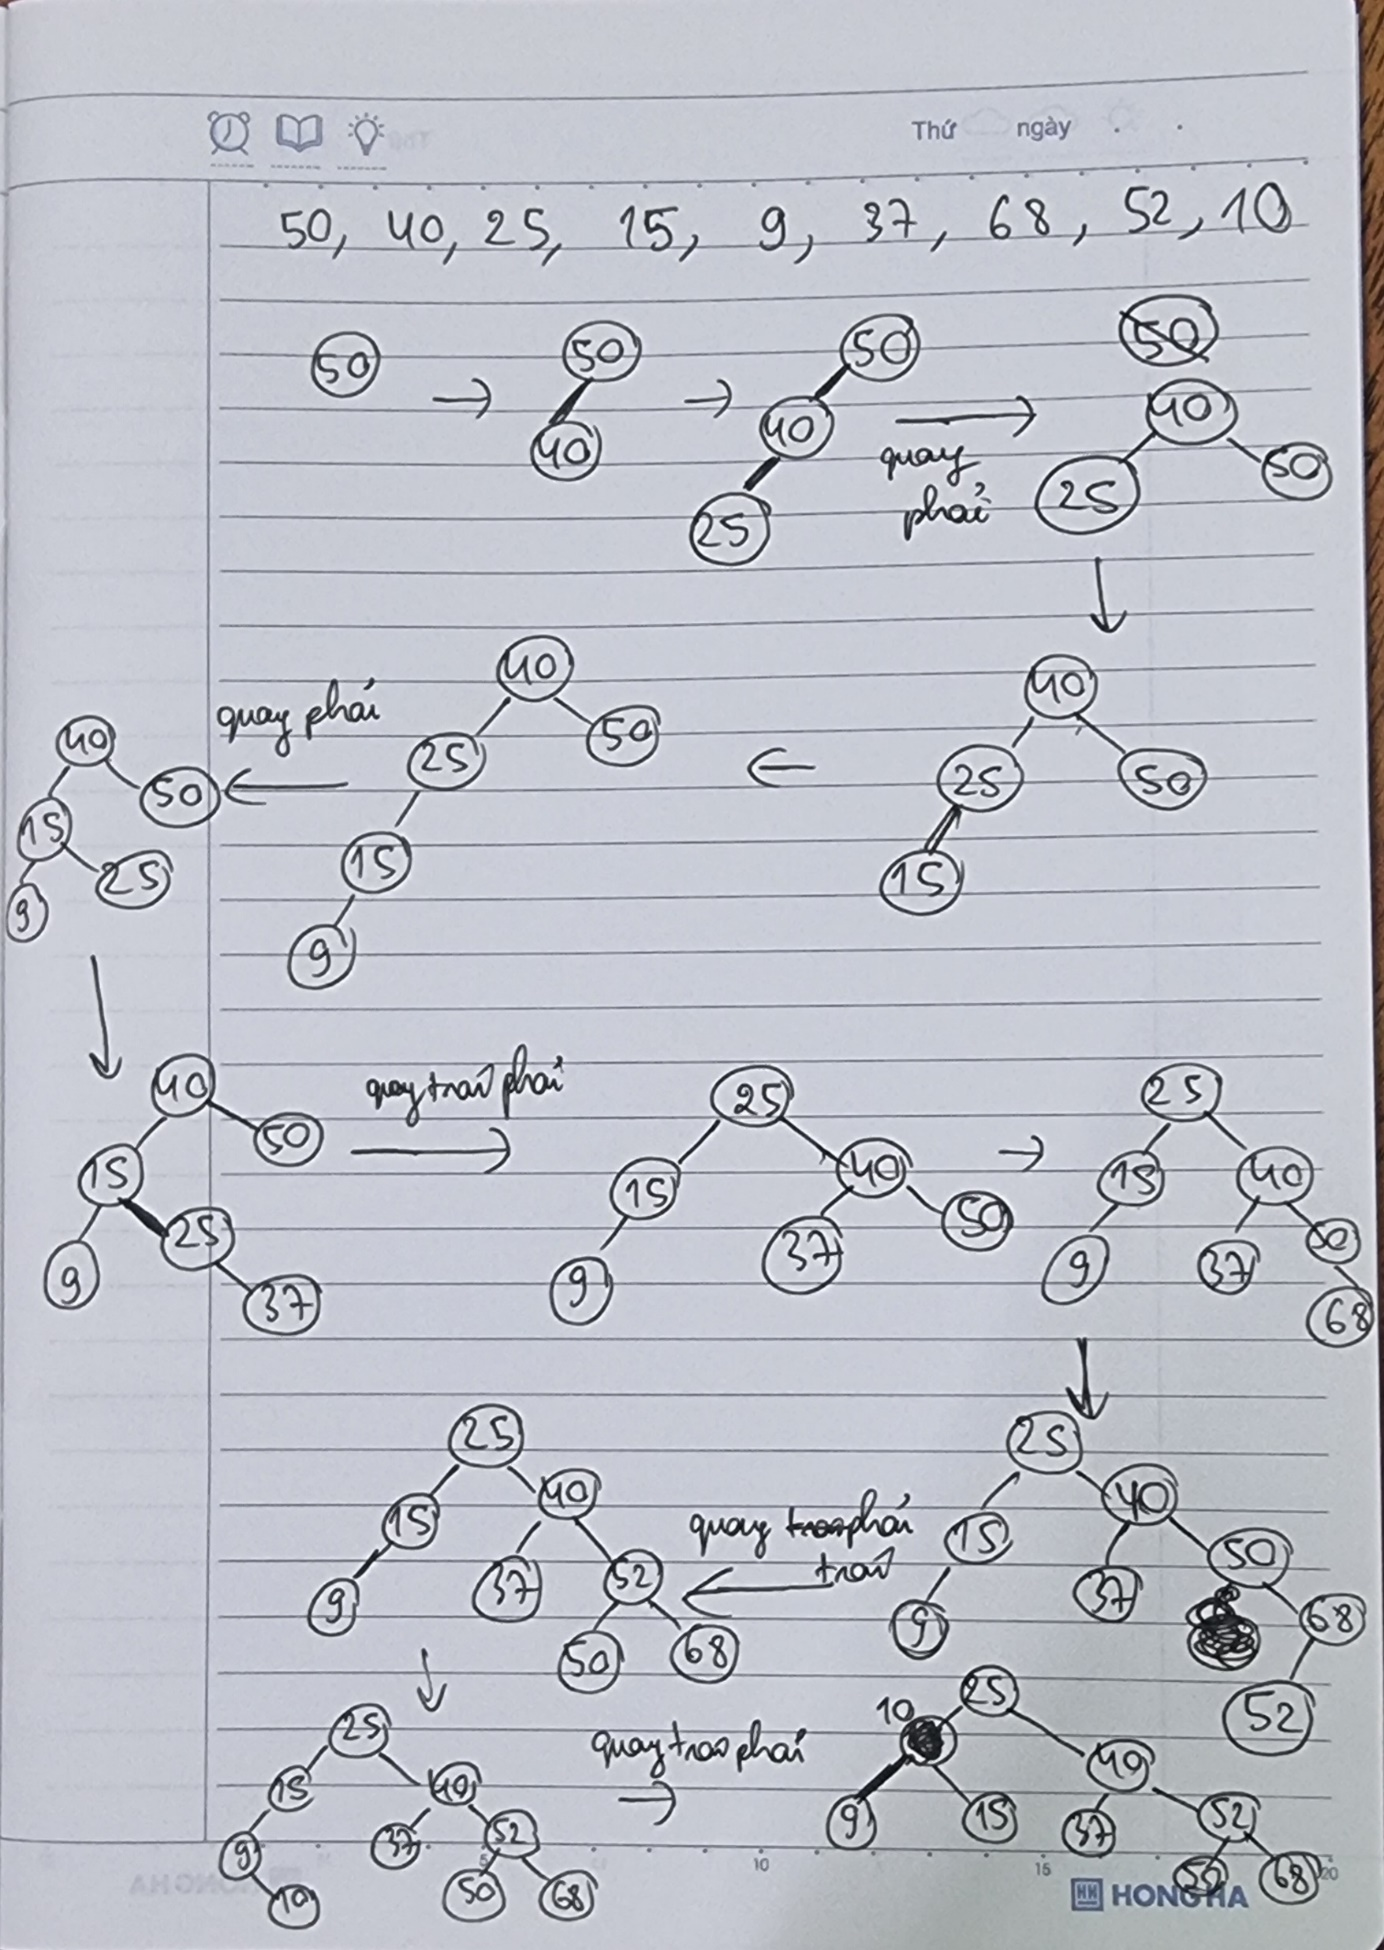 Thứ ngày
50, 40, 25, 15, 9, 37, 68, 52, 10
50 → 50 → 50 → 50
40 40 quay phải 40
25 25 50
quay phải 40 ← 40
40 25 50 25 50
50 15 15
15 25 9
9
40 quay trái phải 25 → 25
50 15 40 15 40
15 37 50 9 37 50
9 25 9 68
37
25 25
15 40 quay phải 15 40
9 37 52 trái 37 50
50 68 9 68
52
25 quay trái phải 10 25
15 40 40
9 37 52 9 15 37 52
10 50 68 50 68
5 10 15 20
HH HONG HA